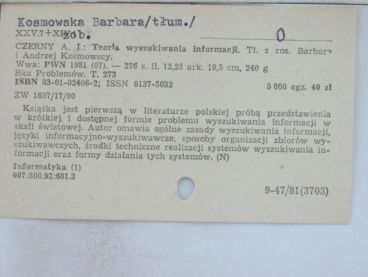 Kosmowska Barbara/tłum./
XXV.7+XII
zob. O
CZERNY A. I.: Teoria wyszukiwania informacji. Tł. z ros. Barbara
i Andrzej Kosmowscy.
Wwa: PWN 1981 (07). — 276 s. il. 12,25 ark. 19,5 cm, 240 g
Bka Problemów. T. 273
ISBN 83-01-02406-2; ISSN 0137-5032 5 000 egz. 40 zł
ZW 1657/17/80
Książka jest pierwszą w literaturze polskiej próbą przedstawienia
w krótkiej i dostępnej formie problemu wyszukiwania informacji w
skali światowej. Autor omawia ogólne zasady wyszukiwania informacji,
języki informacyjno-wyszukiwawcze, sposoby organizacji zbiorów wy-
szukiwawczych, środki techniczne realizacji systemów wyszukiwania in-
formacji oraz formy działania tych systemów. (N)
Informatyka (1)
007:800.92:681.3
9-47/81(3703)